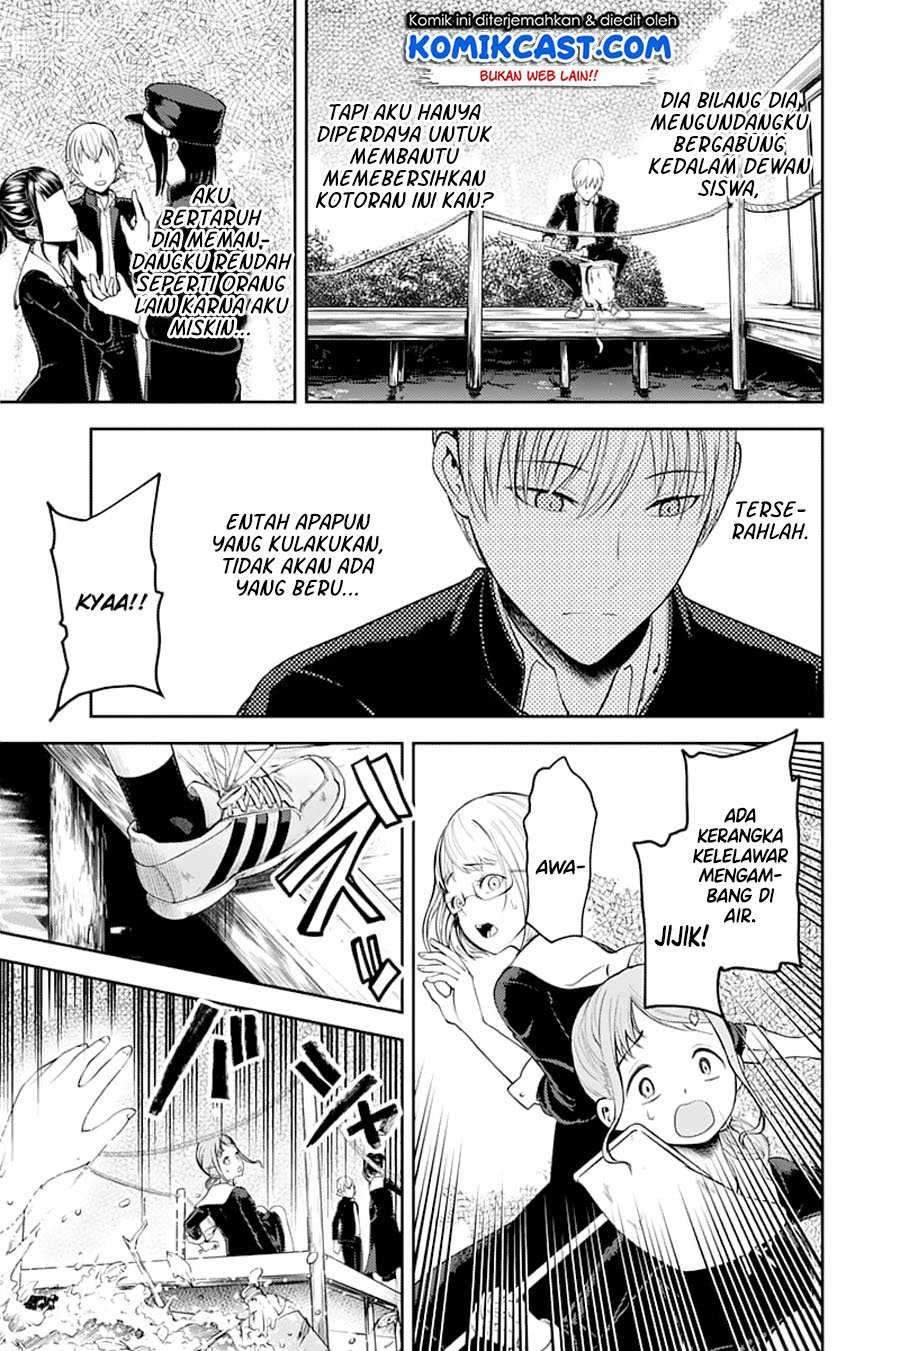 Komik ini diterjemahkan & diedit oleh
KOMIKCAST.COM
BUKAN WEB LAIN!!
DIA BILANG DIA
MENGUNDANGKU
BERGABUNG
KEDALAM DEWAN
SISWA,
TAPI AKU HANYA
DIPERDAYA UNTUK
MEMBANTU
MEMEBERSIHKAN
KOTORAN INI KAN?
AKU
BERTARUH
DIA MEMAN-
DANGKU RENDAH
SEPERTI ORANG
LAIN KARNA AKU
MISKIN...
TERSE-
RAHLAH.
ENTAH APAPUN
YANG KULAKUKAN,
TIDAK AKAN ADA
YANG BERU...
KYAA!!
ADA
KERANGKA
KELELAWAR
MENGAM-
BANG DI
AIR.
JIJIK!
AWA-
ズルッ